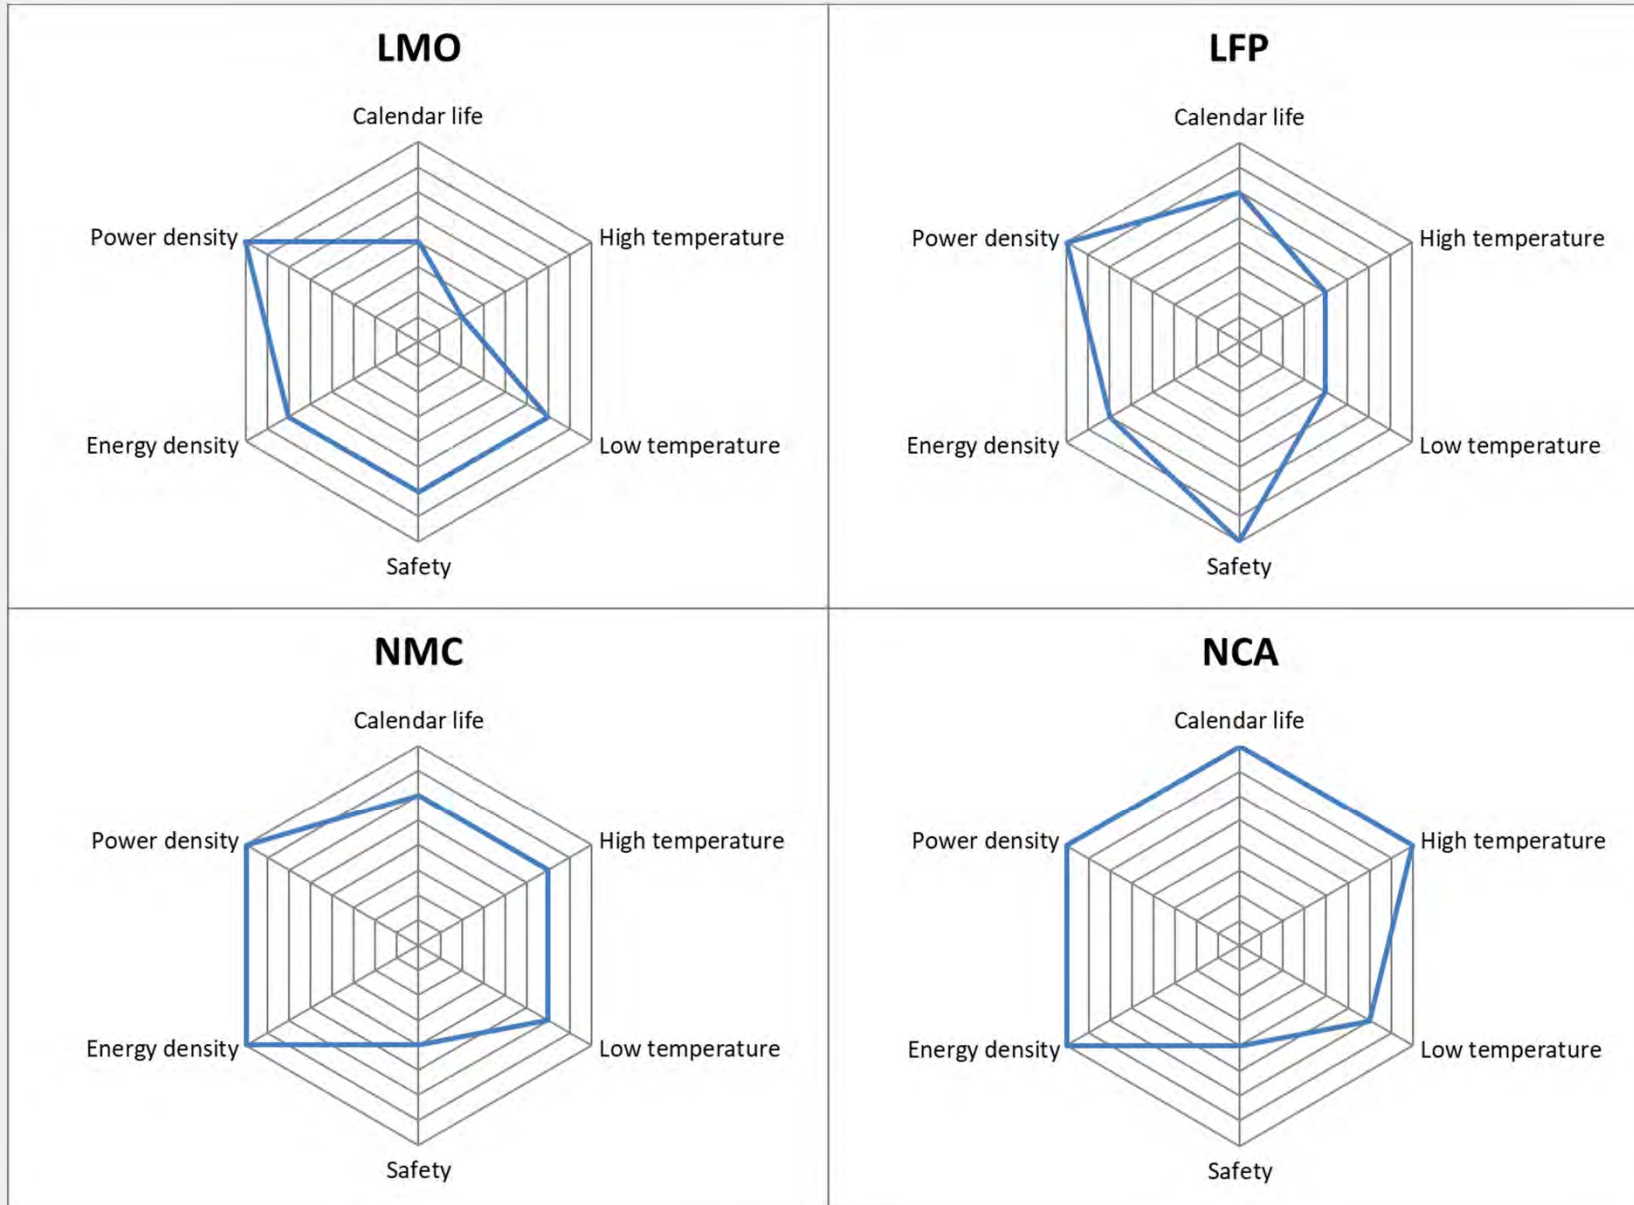 LMO
Calendar life
Power density
High temperature
Energy density
Low temperature
Safety
LFP
Calendar life
Power density
High temperature
Energy density
Low temperature
Safety
NMC
Calendar life
Power density
High temperature
Energy density
Low temperature
Safety
NCA
Calendar life
Power density
High temperature
Energy density
Low temperature
Safety